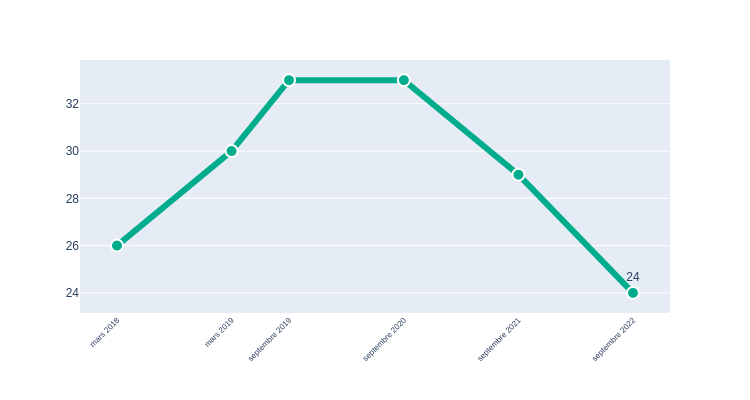 32
30
28
26
24
24
mars 2018
mars 2019
septembre 2019
septembre 2020
septembre 2021
septembre 2022